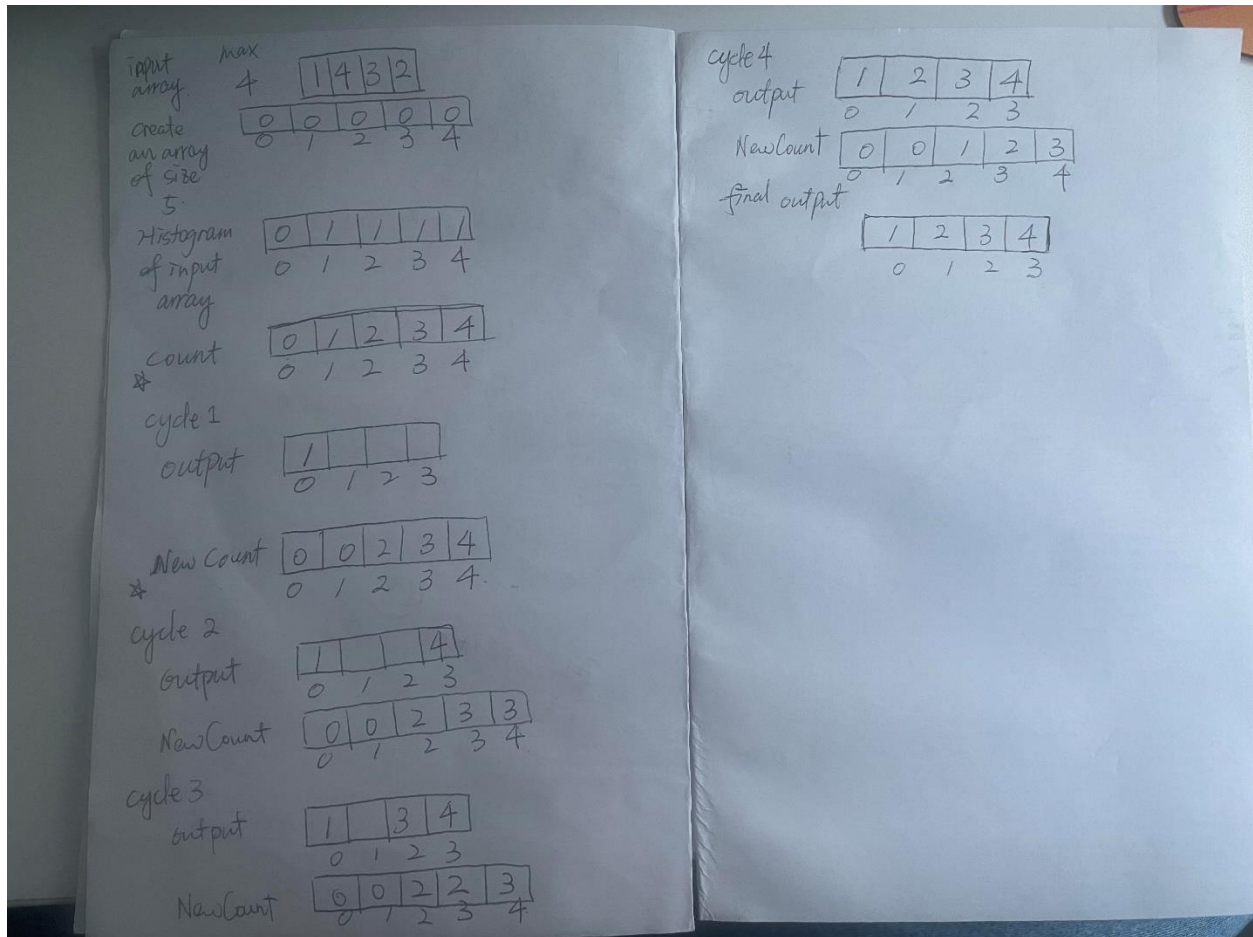 input max
array. 4 1 4 3 2
create 0 0 0 0 0
an array 0 1 2 3 4
of size
5.
Histogram 0 1 1 1 1
of input 0 1 2 3 4
array
count 0 1 2 3 4
☆ 0 1 2 3 4
cycle 1
output 1
0 1 2 3
New Count 0 0 2 3 4
☆ 0 1 2 3 4.
cycle 2
output 1 4
0 1 2 3
New Count 0 0 2 3 3
0 1 2 3 4
cycle 3
output 1 3 4
0 1 2 3
New Count 0 0 2 2 3
0 1 2 3 4
cycle 4
output 1 2 3 4
0 1 2 3
New Count 0 0 1 2 3
0 1 2 3 4
final output
1 2 3 4
0 1 2 3